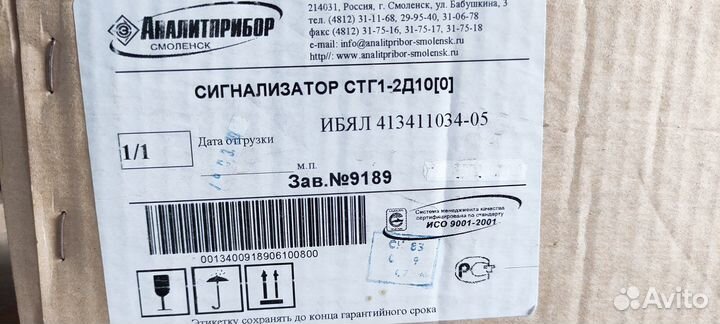 АНАЛИТПРИБОР
СМОЛЕНСК
214031, Россия, г. Смоленск, ул. Бабушкина, 3
тел. (4812) 31-11-68, 29-95-40, 31-06-78
факс (4812) 31-75-16, 31-75-17, 31-75-18
e-mail: info@analitpribor-smolensk.ru
http//: www.analitpribor-smolensk.ru
СИГНАЛИЗАТОР СТГ1-2Д10[0]
ИБЯЛ 413411034-05
1/1
Дата отгрузки
м.п.
Зав.№9189
Система менеджмента качества
сертифицирована по стандарту
ИСО 9001-2001
001340091890610080​0
Этикетку сохранять до конца гарантийного срока
Avito